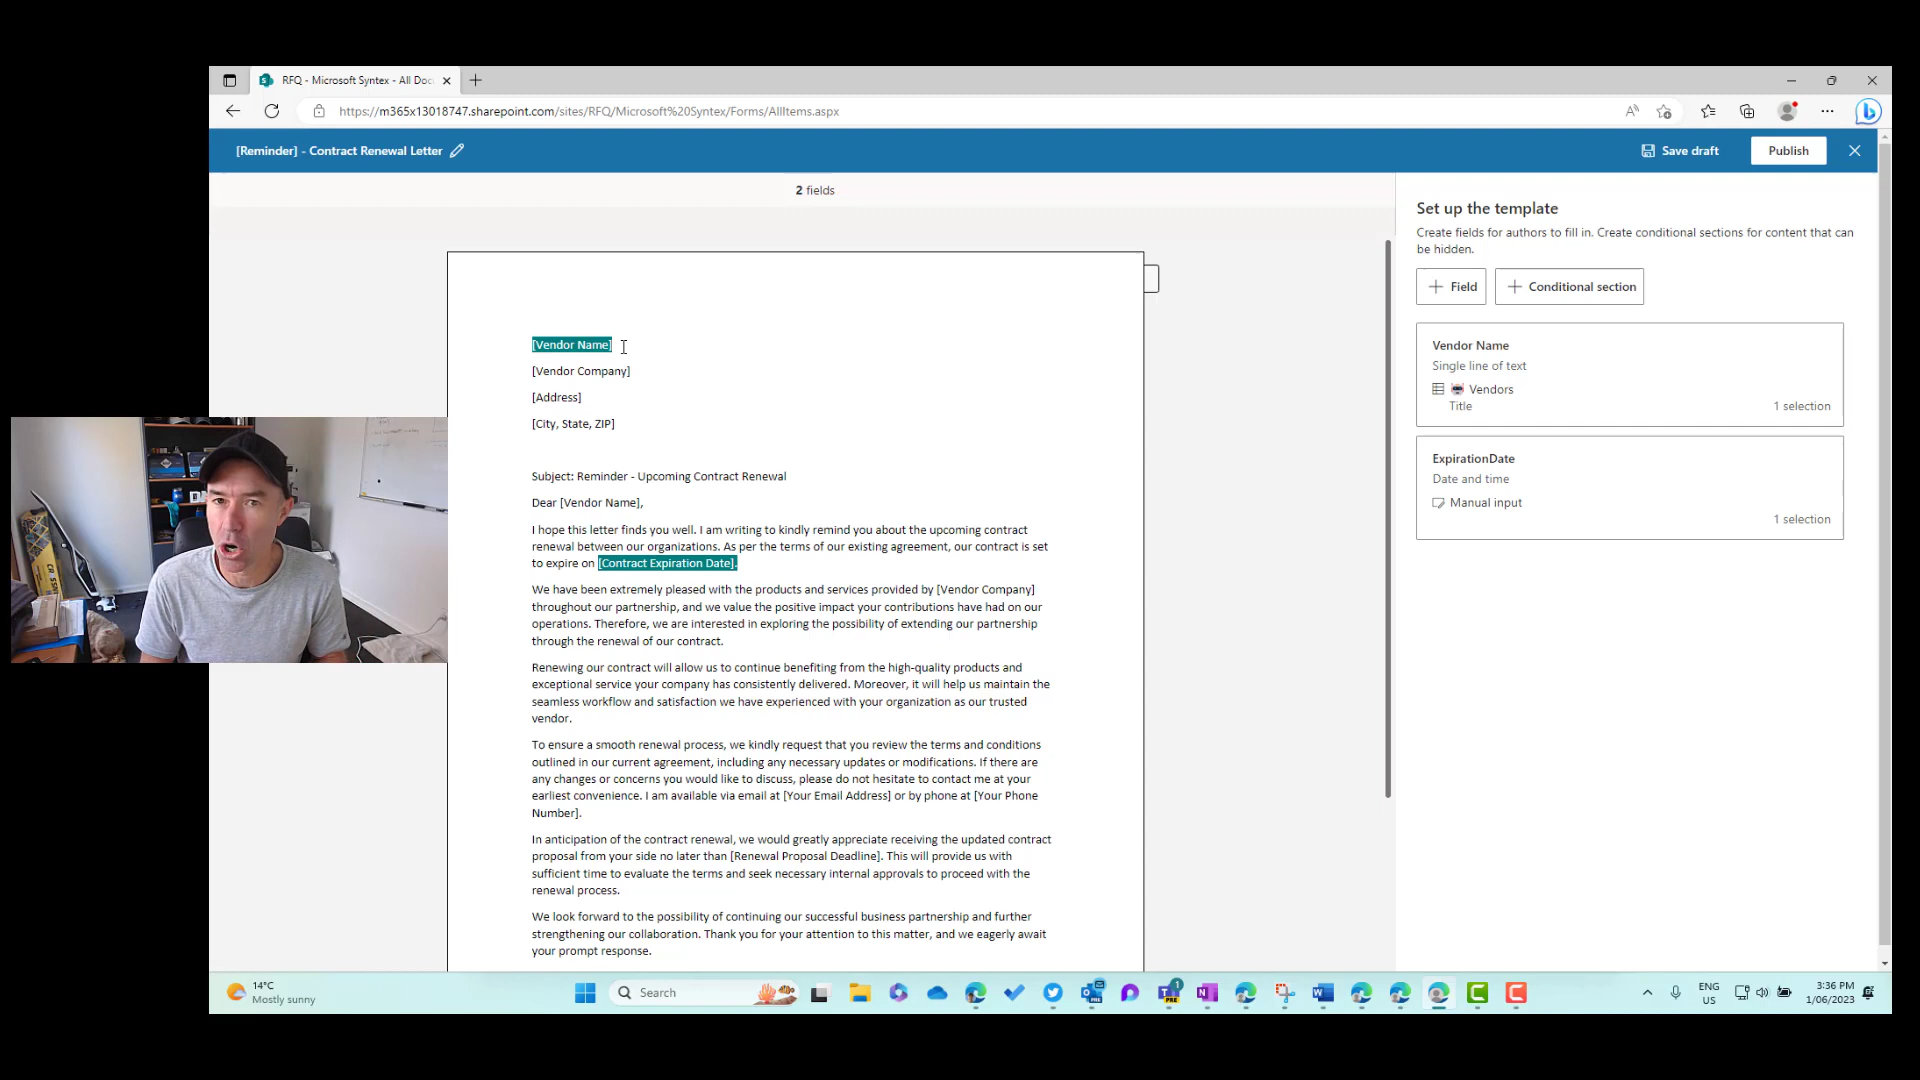 RFQ - Microsoft Syntex - All Doc
https://m365x13018747.sharepoint.com/sites/RFQ/Microsoft%20Syntex/Forms/AllItems.aspx
[Reminder] - Contract Renewal Letter
Save draft
Publish
2 fields
[Vendor Name]
[Vendor Company]
[Address]
[City, State, ZIP]
Subject: Reminder - Upcoming Contract Renewal
Dear [Vendor Name],
I hope this letter finds you well. I am writing to kindly remind you about the upcoming contract
renewal between our organizations. As per the terms of our existing agreement, our contract is set
to expire on [Contract Expiration Date].
We have been extremely pleased with the products and services provided by [Vendor Company]
throughout our partnership, and we value the positive impact your contributions have had on our
operations. Therefore, we are interested in exploring the possibility of extending our partnership
through the renewal of our contract.
Renewing our contract will allow us to continue benefiting from the high-quality products and
exceptional service your company has consistently delivered. Moreover, it will help us maintain the
seamless workflow and satisfaction we have experienced with your organization as our trusted
vendor.
To ensure a smooth renewal process, we kindly request that you review the terms and conditions
outlined in our current agreement, including any necessary updates or modifications. If there are
any changes or concerns you would like to discuss, please do not hesitate to contact me at your
earliest convenience. I am available via email at [Your Email Address] or by phone at [Your Phone
Number].
In anticipation of the contract renewal, we would greatly appreciate receiving the updated contract
proposal from your side no later than [Renewal Proposal Deadline]. This will provide us with
sufficient time to evaluate the terms and seek necessary internal approvals to proceed with the
renewal process.
We look forward to the possibility of continuing our successful business partnership and further
strengthening our collaboration. Thank you for your attention to this matter, and we eagerly await
your prompt response.
Set up the template
Create fields for authors to fill in. Create conditional sections for content that can
be hidden.
Field
Conditional section
Vendor Name
Single line of text
Vendors
Title
1 selection
ExpirationDate
Date and time
Manual input
1 selection
14°C
Mostly sunny
Search
ENG
US
3:36 PM
1/06/2023